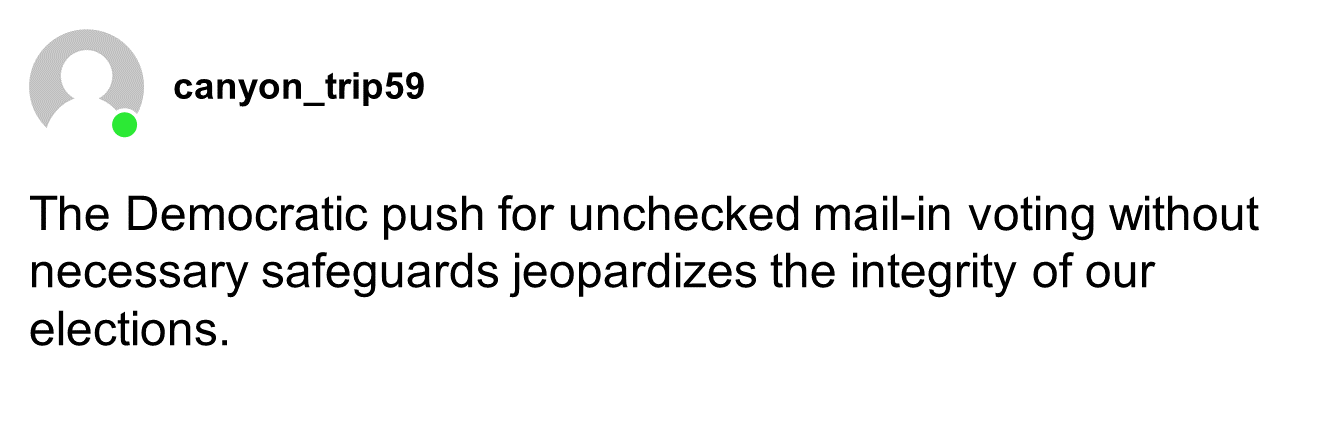 canyon_trip59
The Democratic push for unchecked mail-in voting without
necessary safeguards jeopardizes the integrity of our
elections.